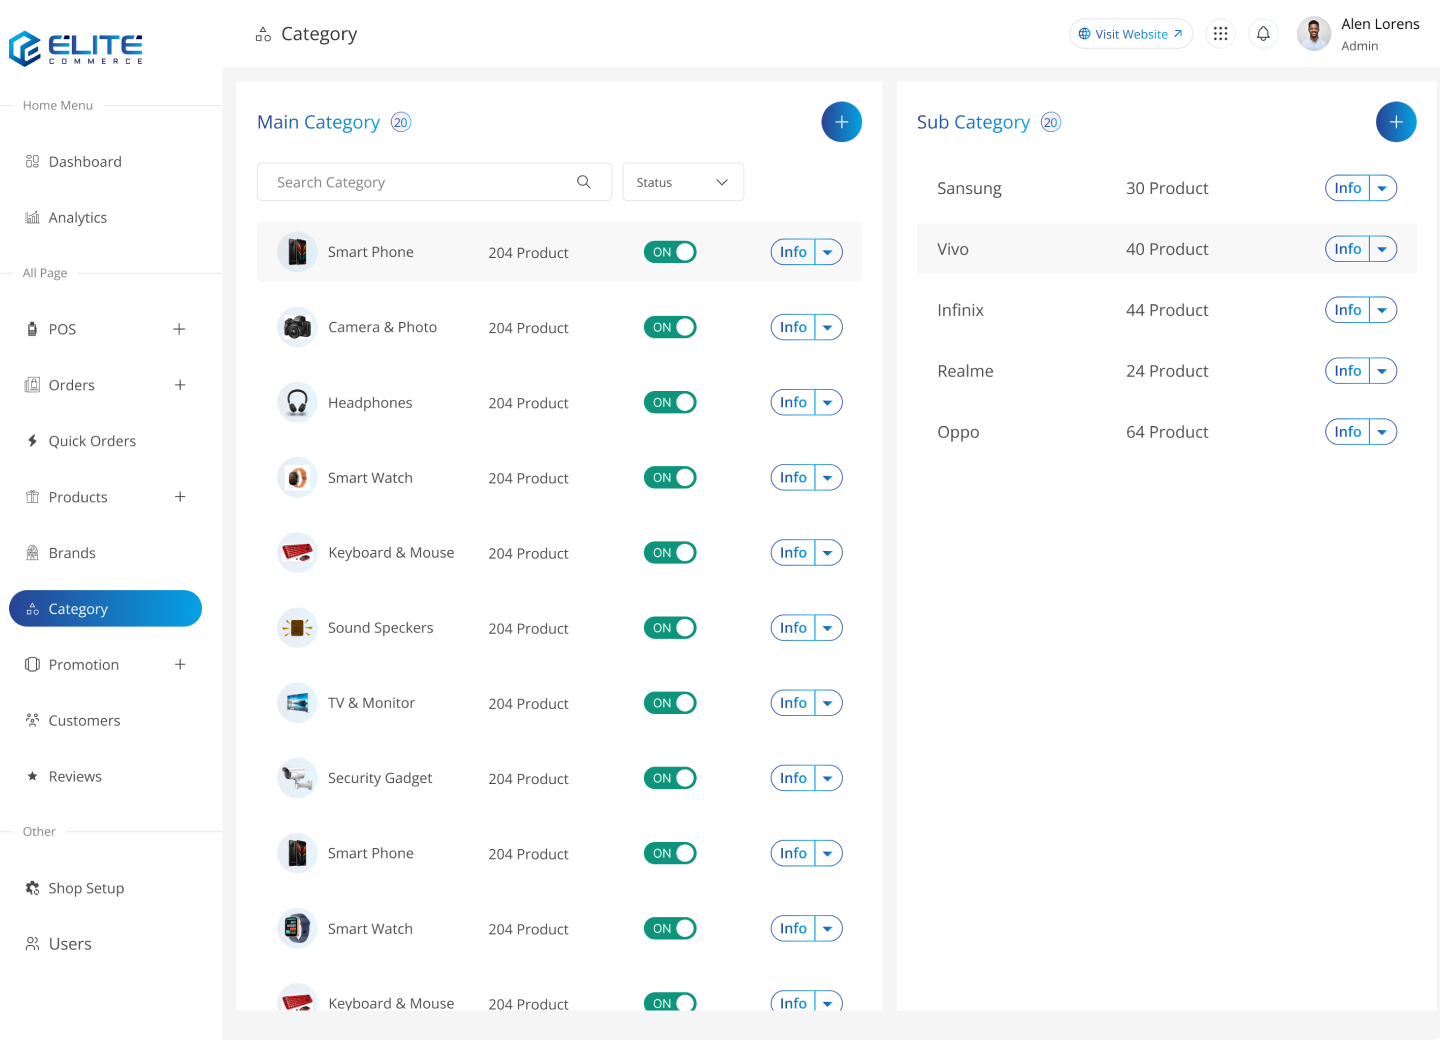 ELITE
COMMERCE
Category
Visit Website
Alen Lorens
Admin
Home Menu
Dashboard
Analytics
All Page
POS
Orders
Quick Orders
Products
Brands
Category
Promotion
Customers
Reviews
Other
Shop Setup
Users
Main Category 20
Search Category
Status
Smart Phone 204 Product ON Info
Camera & Photo 204 Product ON Info
Headphones 204 Product ON Info
Smart Watch 204 Product ON Info
Keyboard & Mouse 204 Product ON Info
Sound Speckers 204 Product ON Info
TV & Monitor 204 Product ON Info
Security Gadget 204 Product ON Info
Smart Phone 204 Product ON Info
Smart Watch 204 Product ON Info
Keyboard & Mouse 204 Product ON Info
Sub Category 20
Sansung 30 Product Info
Vivo 40 Product Info
Infinix 44 Product Info
Realme 24 Product Info
Oppo 64 Product Info